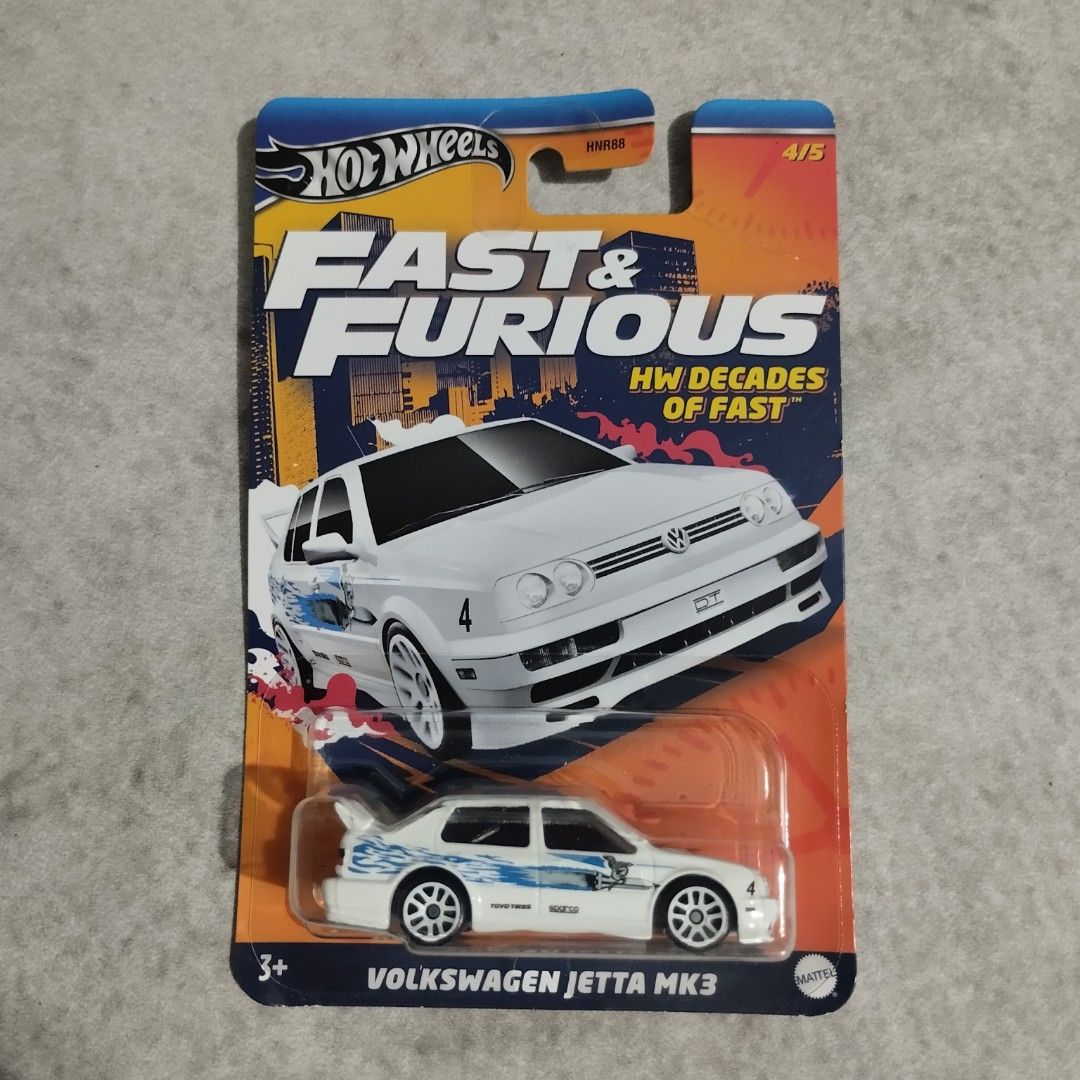 HOT WHEELS
HNR88
4/5
FAST &
FURIOUS
HW DECADES
OF FAST™
DT
4
4
TOYO TIRES
sparco
3+
VOLKSWAGEN JETTA MK3
MATTEL